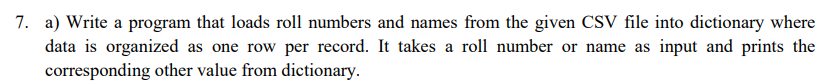 7. a) Write a program that loads roll numbers and names from the given CSV file into dictionary where
data is organized as one row per record. It takes a roll number or name as input and prints the
corresponding other value from dictionary.